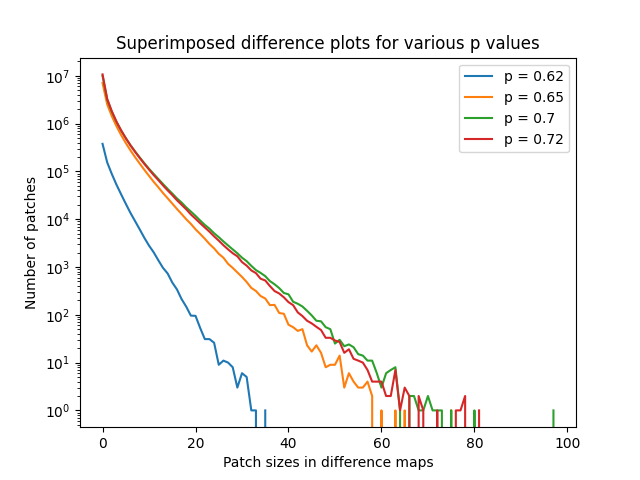 Superimposed difference plots for various p values
p = 0.62
p = 0.65
p = 0.7
p = 0.72
Number of patches
10⁷
10⁶
10⁵
10⁴
10³
10²
10¹
10⁰
0 20 40 60 80 100
Patch sizes in difference maps